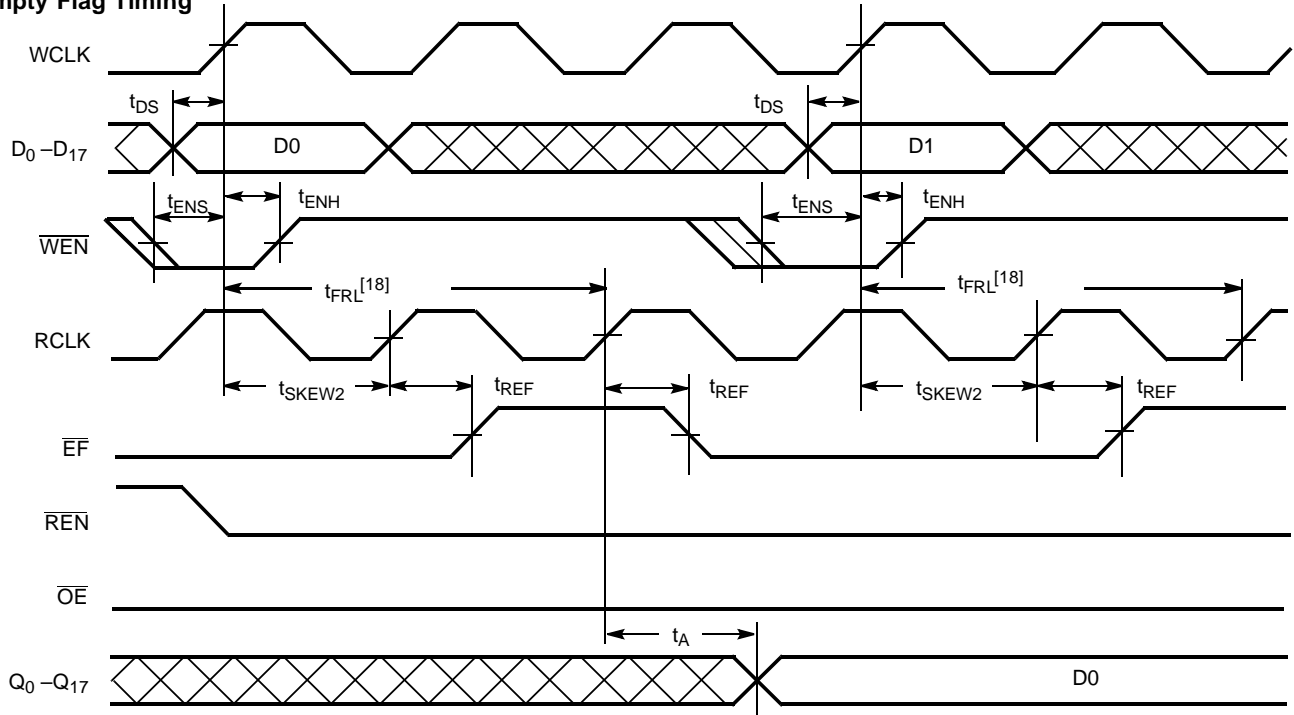 mpty Flag Timing
WCLK
tDS tDS
D0 –D17 D0 D1
tENS tENH tENS tENH
WEN
tFRL[18] tFRL[18]
RCLK
tSKEW2 tREF tREF tSKEW2 tREF
EF
REN
OE
tA
Q0 –Q17 D0